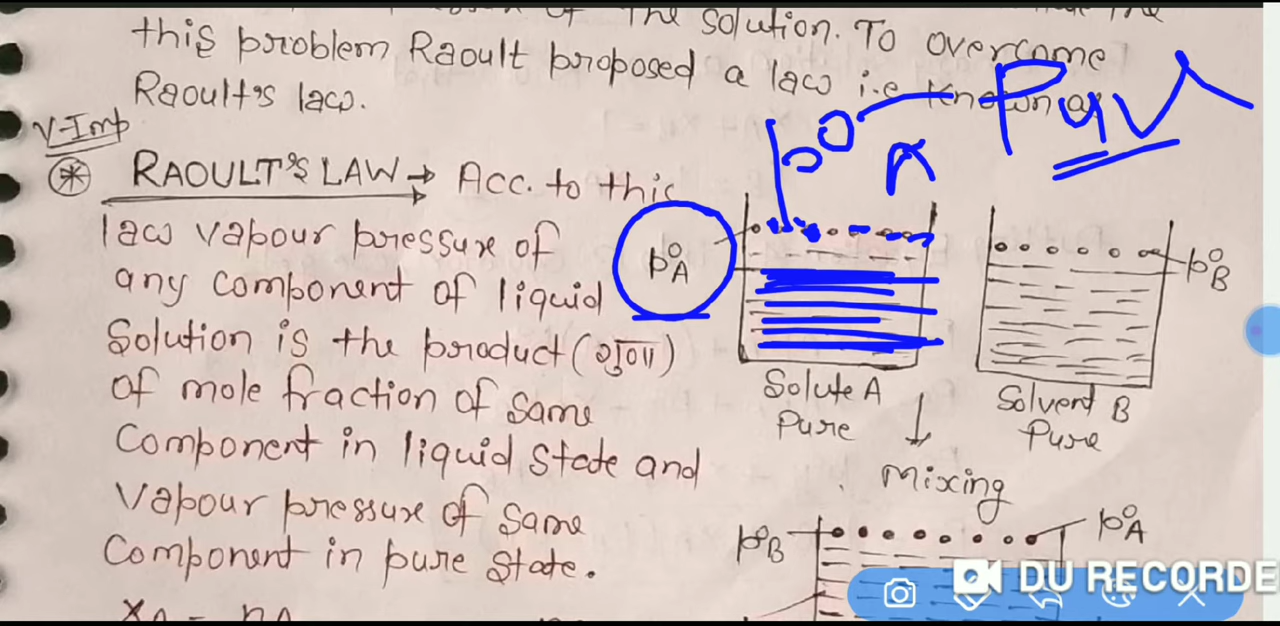 the solution. To overcome
this problem Raoult proposed a law i.e known as
Raoult's law.
V-Imp
RAOULT'S LAW → Acc. to this
law vapour pressure of
any component of liquid
Solution is the product (गुणा)
of mole fraction of same
Component in liquid state and
Vapour pressure of same
Component in pure state.
p° A
p°A
p°B
Solute A
Pure
Solvent B
Pure
Mixing
p°B
p°A
DU RECORDE